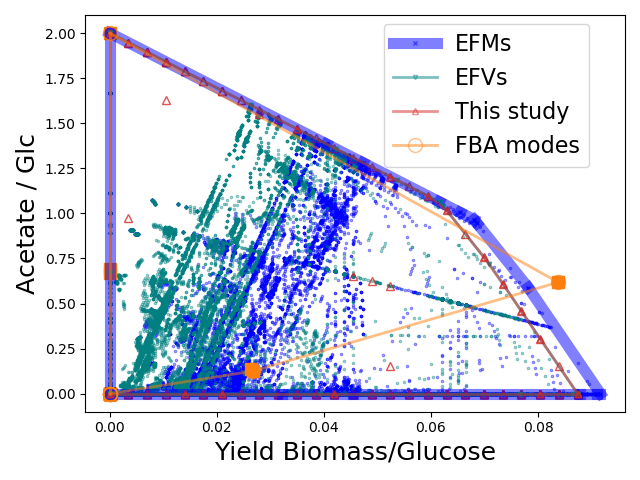 2.00
1.75
1.50
1.25
1.00
0.75
0.50
0.25
0.00
Acetate / Glc
EFMs
EFVs
This study
FBA modes
0.00 0.02 0.04 0.06 0.08
Yield Biomass/Glucose